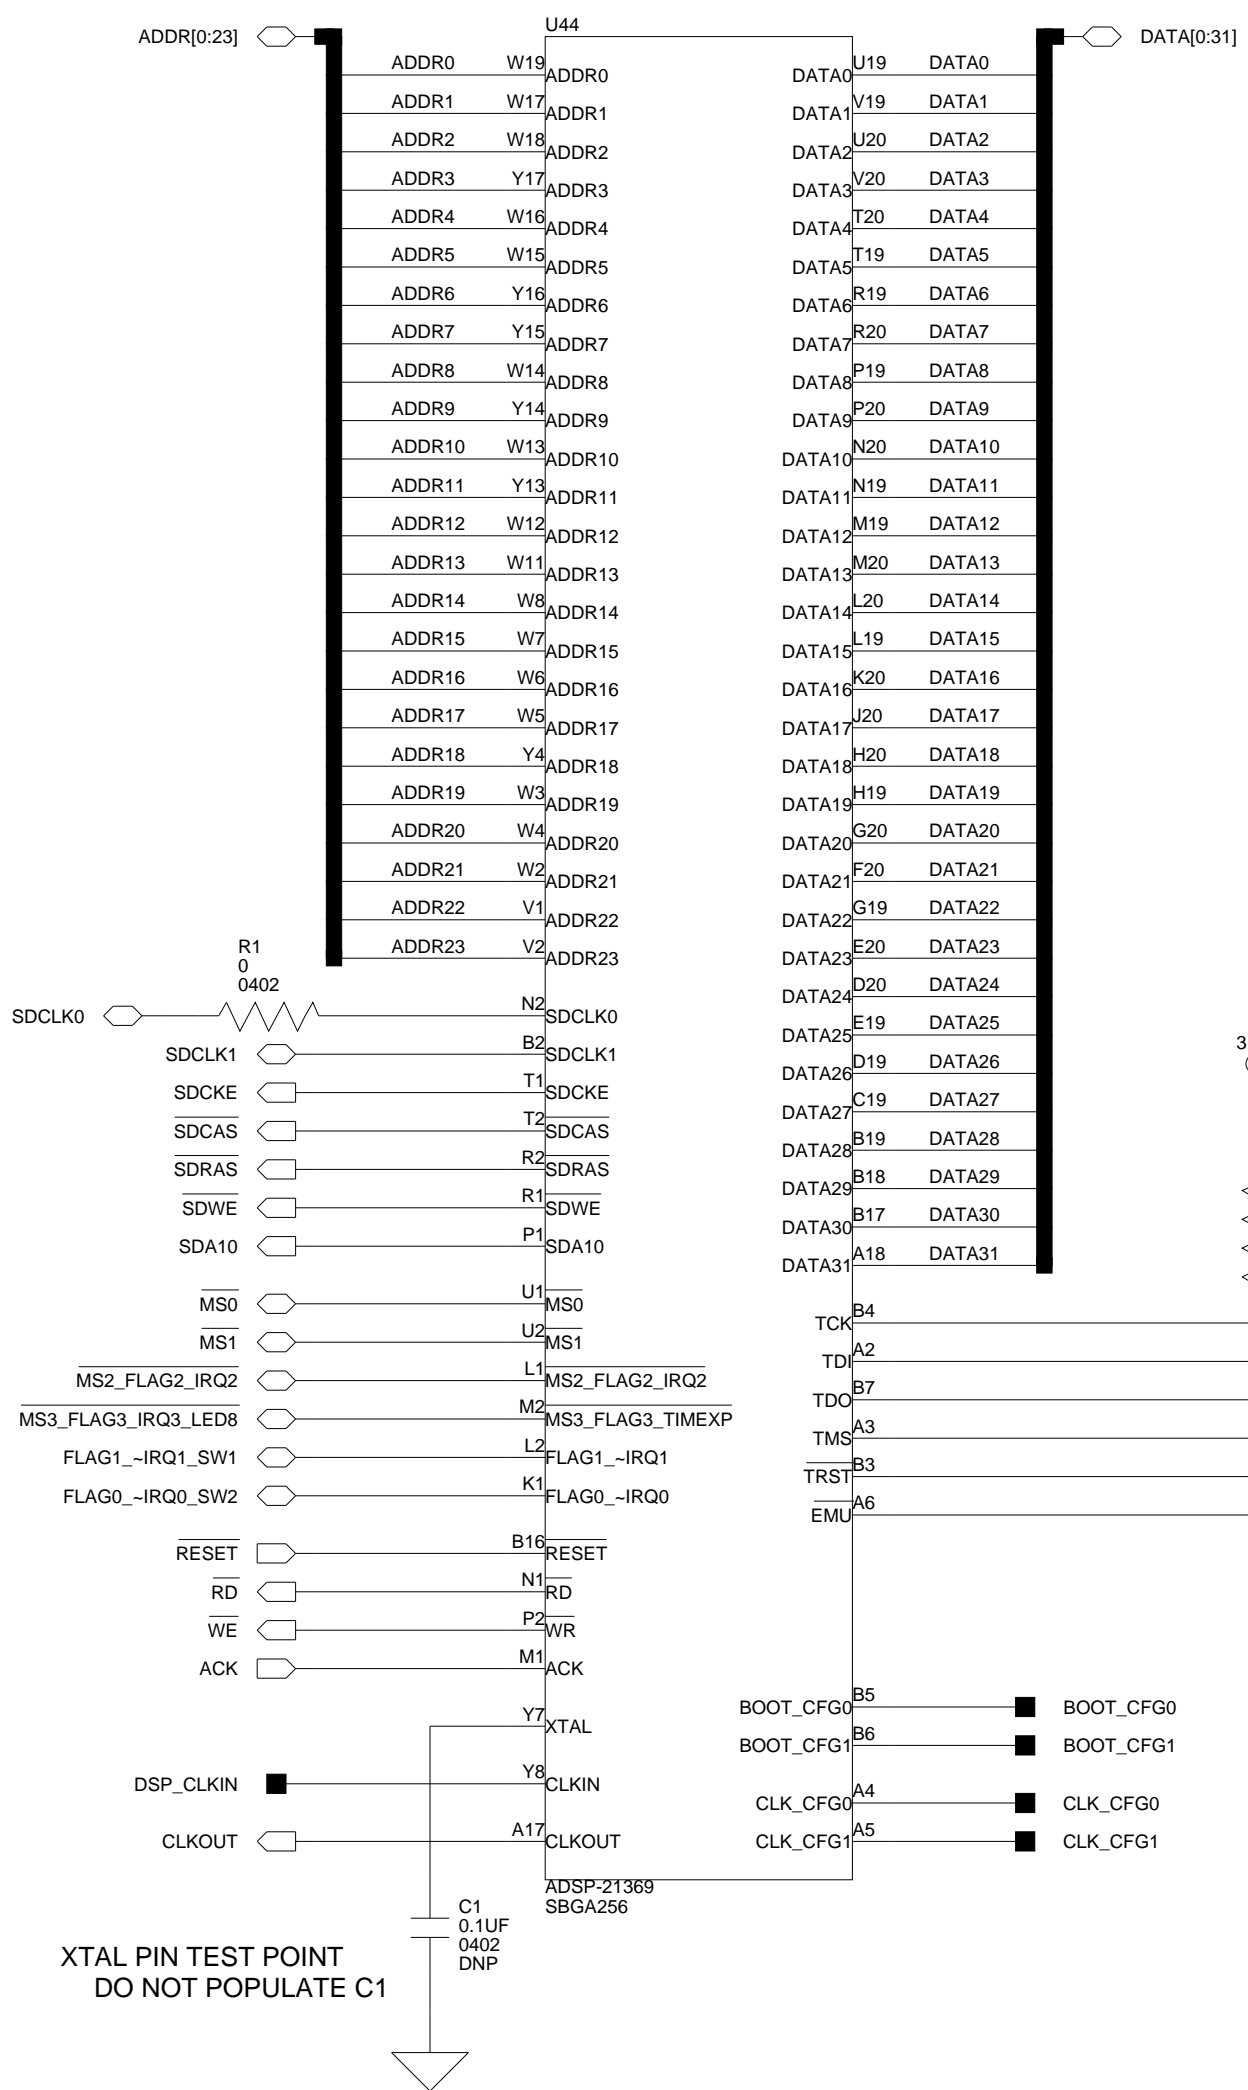 U44
ADDR[0:23] DATA[0:31]
ADDR0 W19 ADDR0 DATA0 U19 DATA0
ADDR1 W17 ADDR1 DATA1 V19 DATA1
ADDR2 W18 ADDR2 DATA2 U20 DATA2
ADDR3 Y17 ADDR3 DATA3 V20 DATA3
ADDR4 W16 ADDR4 DATA4 T20 DATA4
ADDR5 W15 ADDR5 DATA5 T19 DATA5
ADDR6 Y16 ADDR6 DATA6 R19 DATA6
ADDR7 Y15 ADDR7 DATA7 R20 DATA7
ADDR8 W14 ADDR8 DATA8 P19 DATA8
ADDR9 Y14 ADDR9 DATA9 P20 DATA9
ADDR10 W13 ADDR10 DATA10 N20 DATA10
ADDR11 Y13 ADDR11 DATA11 N19 DATA11
ADDR12 W12 ADDR12 DATA12 M19 DATA12
ADDR13 W11 ADDR13 DATA13 M20 DATA13
ADDR14 W8 ADDR14 DATA14 L20 DATA14
ADDR15 W7 ADDR15 DATA15 L19 DATA15
ADDR16 W6 ADDR16 DATA16 K20 DATA16
ADDR17 W5 ADDR17 DATA17 J20 DATA17
ADDR18 Y4 ADDR18 DATA18 H20 DATA18
ADDR19 W3 ADDR19 DATA19 H19 DATA19
ADDR20 W4 ADDR20 DATA20 G20 DATA20
ADDR21 W2 ADDR21 DATA21 F20 DATA21
ADDR22 V1 ADDR22 DATA22 G19 DATA22
ADDR23 V2 ADDR23 DATA23 E20 DATA23
R1
0
0402
DATA24 D20 DATA24
SDCLK0 N2 SDCLK0
DATA25 E19 DATA25
SDCLK1 B2 SDCLK1
3
DATA26 D19 DATA26
SDCKE T1 SDCKE
DATA27 C19 DATA27
SDCAS T2 SDCAS
DATA28 B19 DATA28
SDRAS R2 SDRAS
DATA29 B18 DATA29
SDWE R1 SDWE
DATA30 B17 DATA30
SDA10 P1 SDA10
DATA31 A18 DATA31
MS0 U1 MS0
TCK B4
MS1 U2 MS1
TDI A2
MS2_FLAG2_IRQ2 L1 MS2_FLAG2_IRQ2
TDO B7
MS3_FLAG3_IRQ3_LED8 M2 MS3_FLAG3_TIMEXP
TMS A3
FLAG1_~IRQ1_SW1 L2 FLAG1_~IRQ1
TRST B3
FLAG0_~IRQ0_SW2 K1 FLAG0_~IRQ0
EMU A6
RESET B16 RESET
RD N1 RD
WE P2 WR
ACK M1 ACK
BOOT_CFG0 B5 BOOT_CFG0
Y7 XTAL
BOOT_CFG1 B6 BOOT_CFG1
DSP_CLKIN Y8 CLKIN
CLK_CFG0 A4 CLK_CFG0
CLKOUT A17 CLKOUT
CLK_CFG1 A5 CLK_CFG1
ADSP-21369
SBGA256
C1
0.1UF
0402
DNP
XTAL PIN TEST POINT
DO NOT POPULATE C1